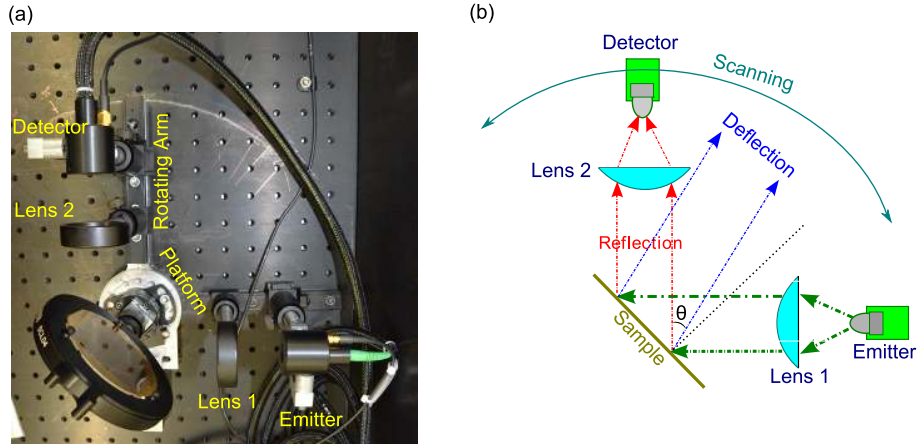 (a)
Detector
Rotating Arm
Lens 2
Platform
Lens 1
Emitter
(b)
Detector
Scanning
Deflection
Lens 2
Reflection
θ
Sample
Lens 1
Emitter